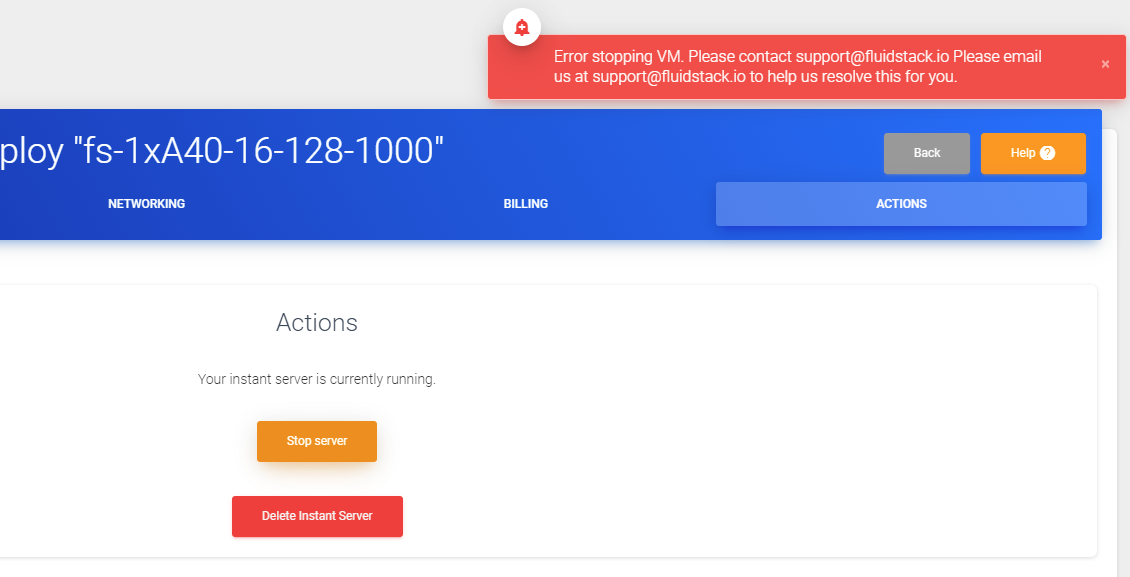 Error stopping VM. Please contact support@fluidstack.io Please email
us at support@fluidstack.io to help us resolve this for you.
×
ploy "fs-1xA40-16-128-1000"
Back
Help ?
NETWORKING
BILLING
ACTIONS
Actions
Your instant server is currently running.
Stop server
Delete Instant Server